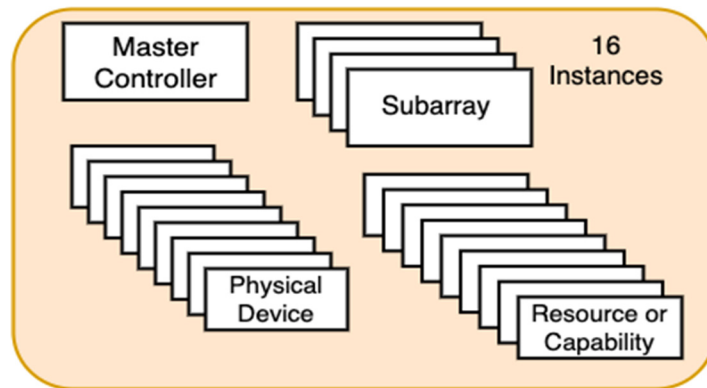 Master
Controller
Subarray
16
Instances
Physical
Device
Resource or
Capability